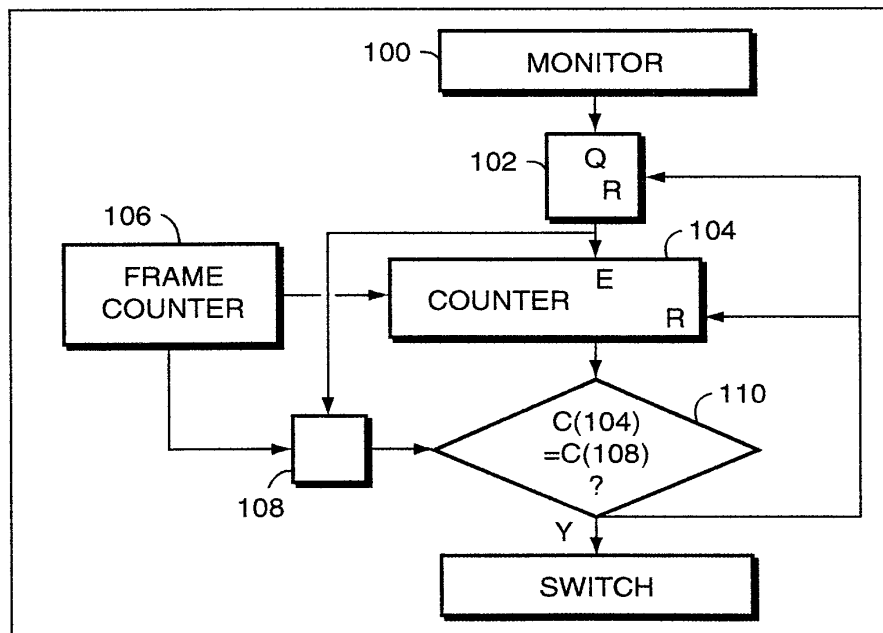 100
MONITOR
102
Q
R
106
104
FRAME
COUNTER
E
COUNTER
R
110
C(104)
=C(108)
?
108
Y
SWITCH